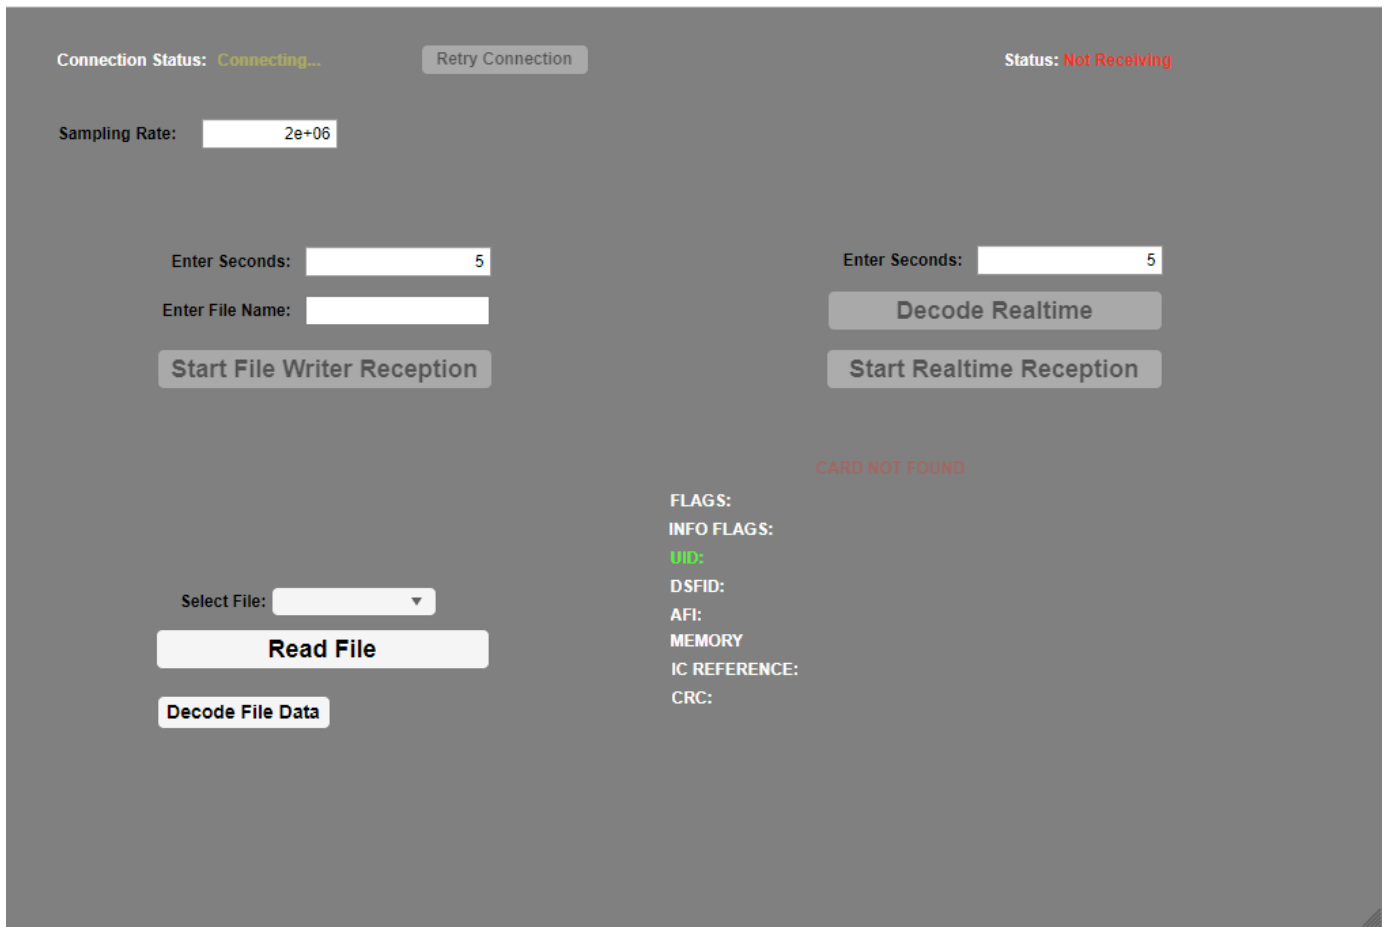 Connection Status: Connecting... Retry Connection Status: Not Receiving
Sampling Rate: 2e+06
Enter Seconds: 5
Enter File Name:
Start File Writer Reception
Enter Seconds: 5
Decode Realtime
Start Realtime Reception
CARD NOT FOUND
FLAGS:
INFO FLAGS:
UID:
DSFID:
AFI:
MEMORY
IC REFERENCE:
CRC:
Select File:
Read File
Decode File Data